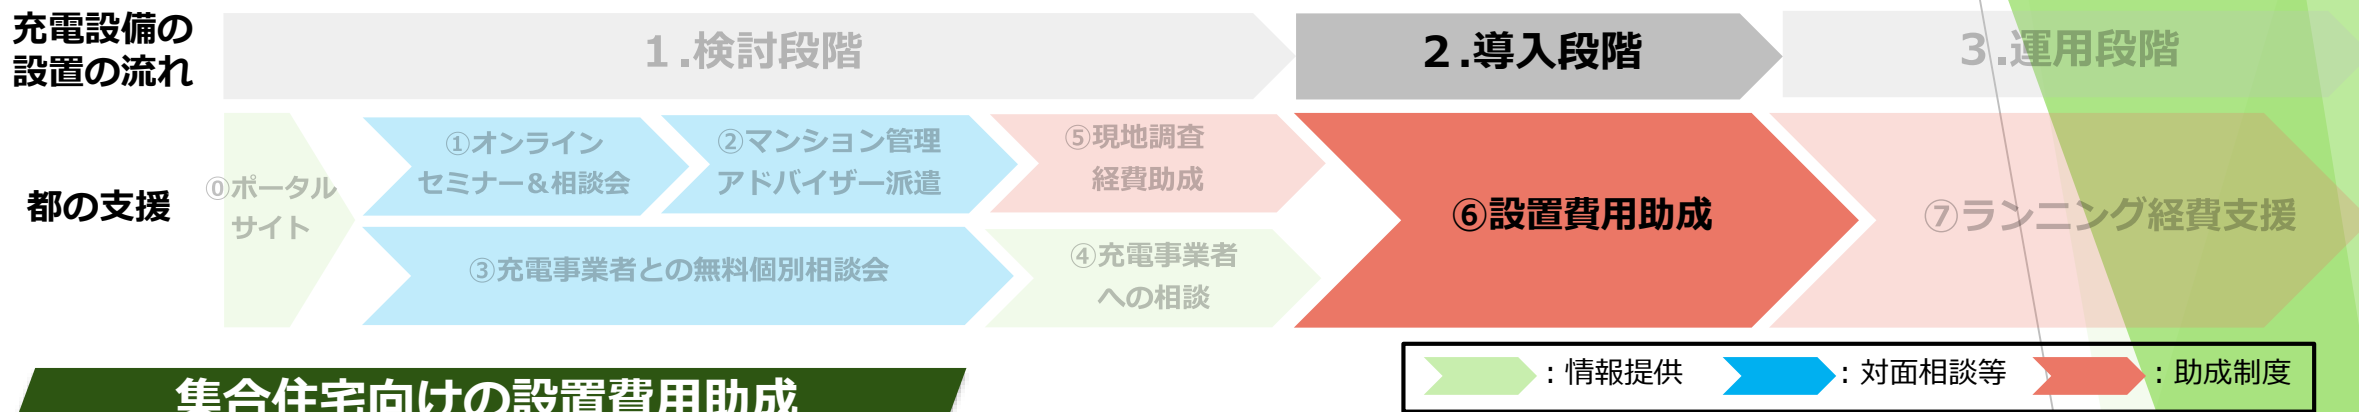 充電設備の
設置の流れ
１.検討段階
２.導入段階
３.運用段階
都の支援
⓪ポータル
サイト
①オンライン
セミナー＆相談会
②マンション管理
アドバイザー派遣
⑤現地調査
経費助成
③充電事業者との無料個別相談会
④充電事業者
への相談
⑥設置費用助成
⑦ランニング経費支援
：情報提供
：対面相談等
：助成制度
集合住宅向けの設置費用助成